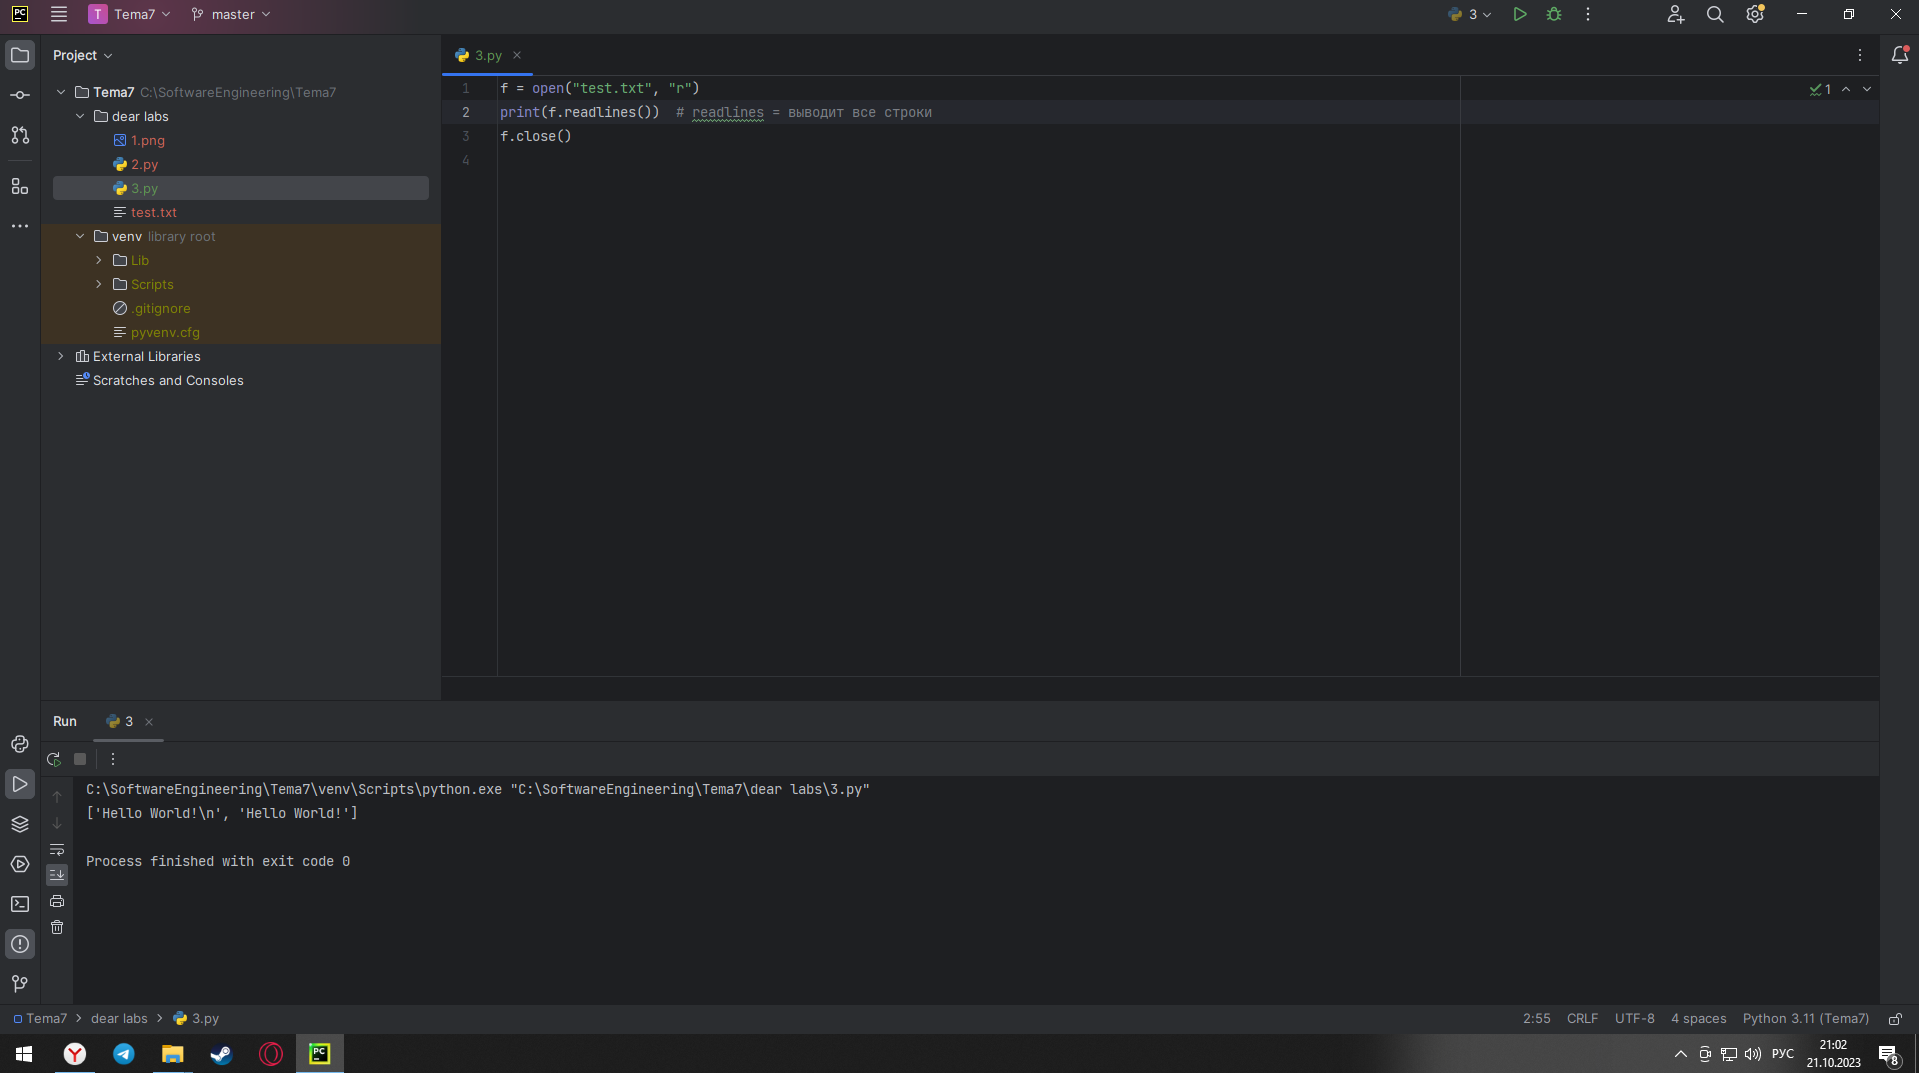 PC
T Tema7
master
3
Project
3.py
Tema7 C:\SoftwareEngineering\Tema7
dear labs
1.png
2.py
3.py
test.txt
venv library root
Lib
Scripts
.gitignore
pyvenv.cfg
External Libraries
Scratches and Consoles
1 f = open("test.txt", "r")
2 print(f.readlines())  # readlines = выводит все строки
3 f.close()
4
1
Run
3
C:\SoftwareEngineering\Tema7\venv\Scripts\python.exe "C:\SoftwareEngineering\Tema7\dear labs\3.py"
['Hello World!\n', 'Hello World!']
Process finished with exit code 0
Tema7 > dear labs > 3.py
2:55 CRLF UTF-8 4 spaces Python 3.11 (Tema7)
PC
РУС
21:02
21.10.2023
8